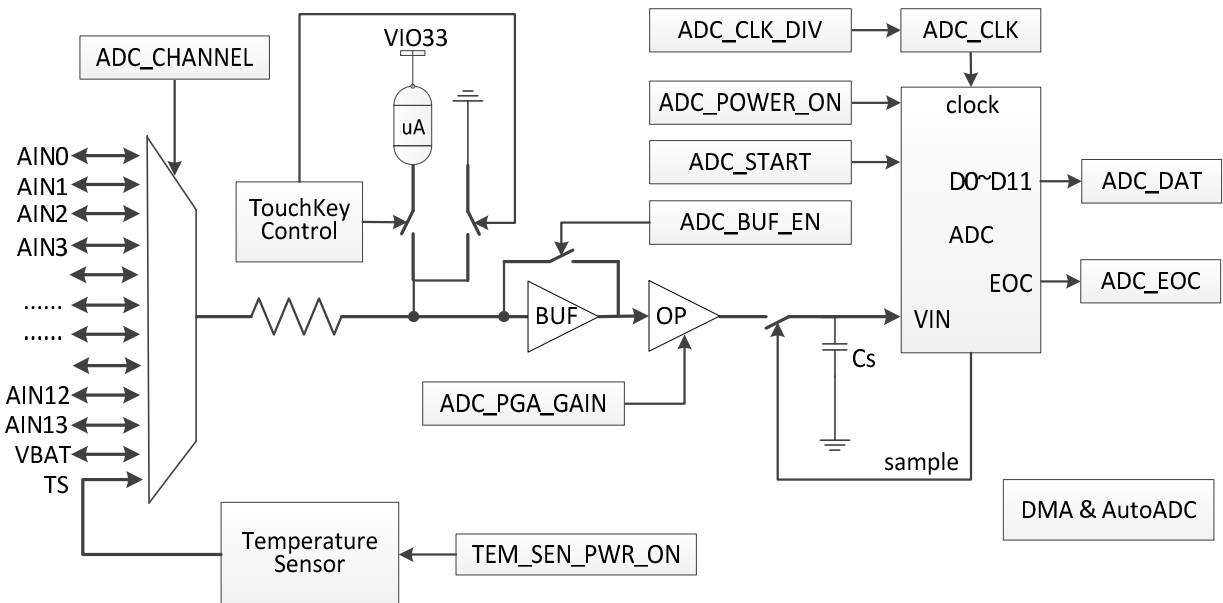 ADC_CHANNEL
VIO33
uA
TouchKey
Control
ADC_CLK_DIV
ADC_CLK
ADC_POWER_ON
ADC_START
ADC_BUF_EN
clock
D0~D11
ADC
EOC
VIN
ADC_DAT
ADC_EOC
AIN0
AIN1
AIN2
AIN3
......
......
AIN12
AIN13
VBAT
TS
BUF
OP
Cs
ADC_PGA_GAIN
sample
Temperature
Sensor
TEM_SEN_PWR_ON
DMA & AutoADC